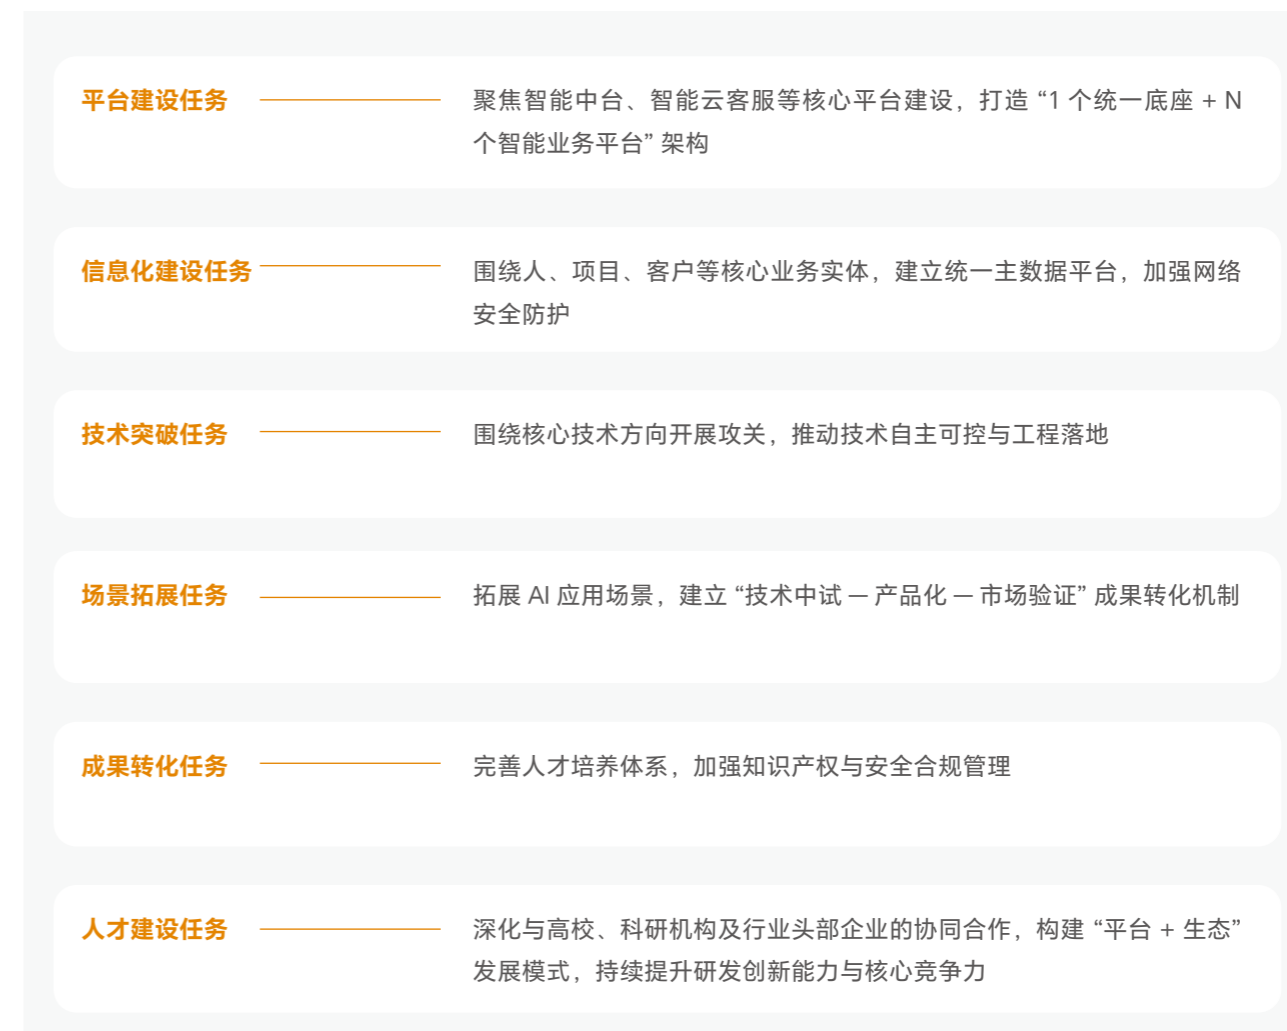 平台建设任务
聚焦智能中台、智能云客服等核心平台建设，打造 “1 个统一底座 + N
个智能业务平台” 架构
信息化建设任务
围绕人、项目、客户等核心业务实体，建立统一主数据平台，加强网络
安全防护
技术突破任务
围绕核心技术方向开展攻关，推动技术自主可控与工程落地
场景拓展任务
拓展 AI 应用场景，建立 “技术中试 — 产品化 — 市场验证” 成果转化机制
成果转化任务
完善人才培养体系，加强知识产权与安全合规管理
人才建设任务
深化与高校、科研机构及行业头部企业的协同合作，构建 “平台 + 生态”
发展模式，持续提升研发创新能力与核心竞争力